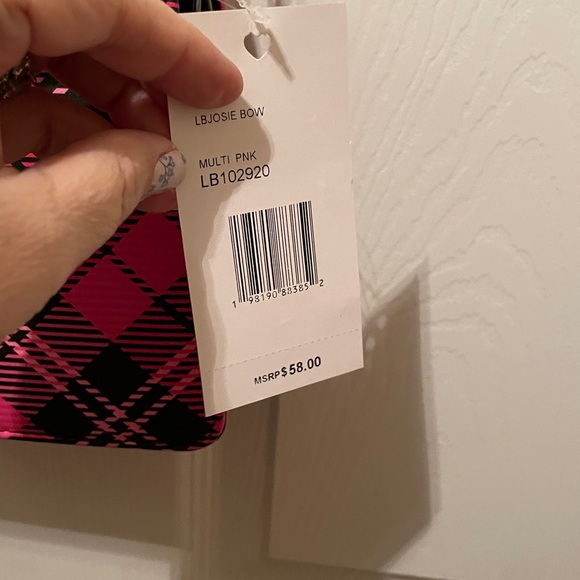 LBJOSIE BOW
MULTI PNK
LB102920
1 98190 88385 2
MSRP $58.00